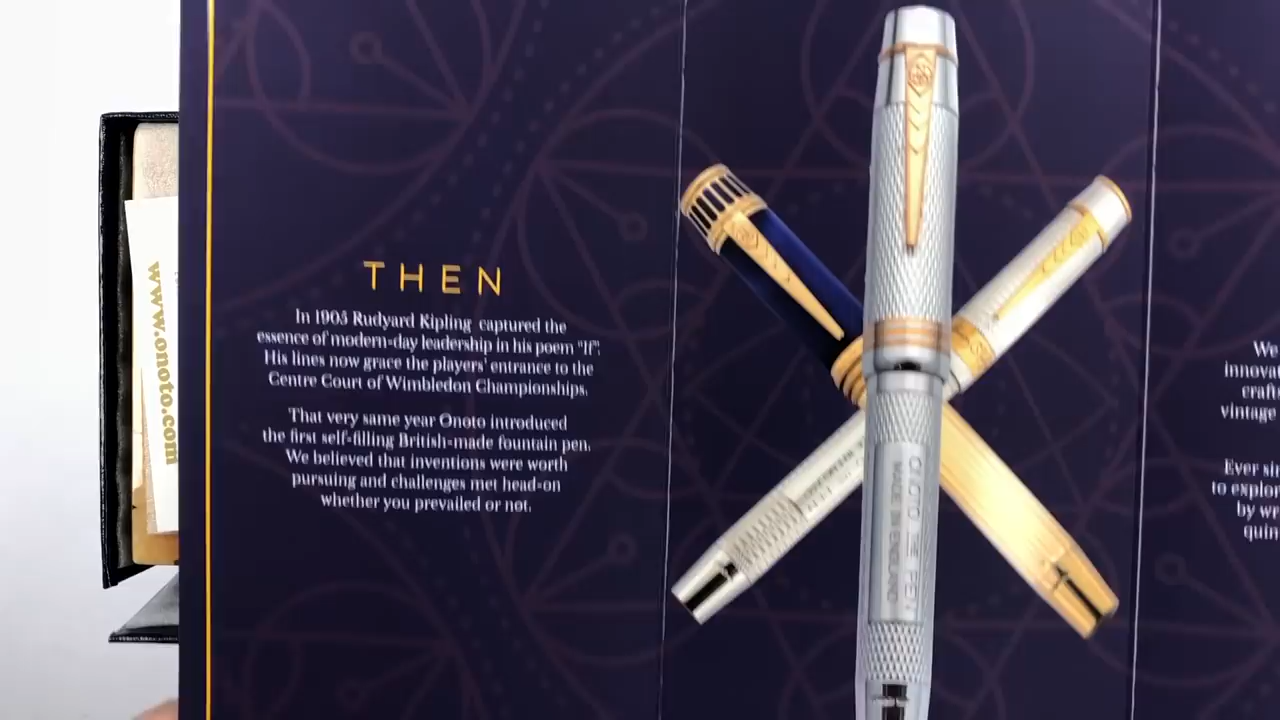 www.onoto.com
THEN
In 1905 Rudyard Kipling captured the
essence of modern-day leadership in his poem "If".
His lines now grace the players' entrance to the
Centre Court of Wimbledon Championships.
That very same year Onoto introduced
the first self-filling British-made fountain pen.
We believed that inventions were worth
pursuing and challenges met head-on
whether you prevailed or not.
ONOTO THE PEN
MADE IN ENGLAND
We
innovat
crafts
vintage
Ever sin
to explor
by wr
quin